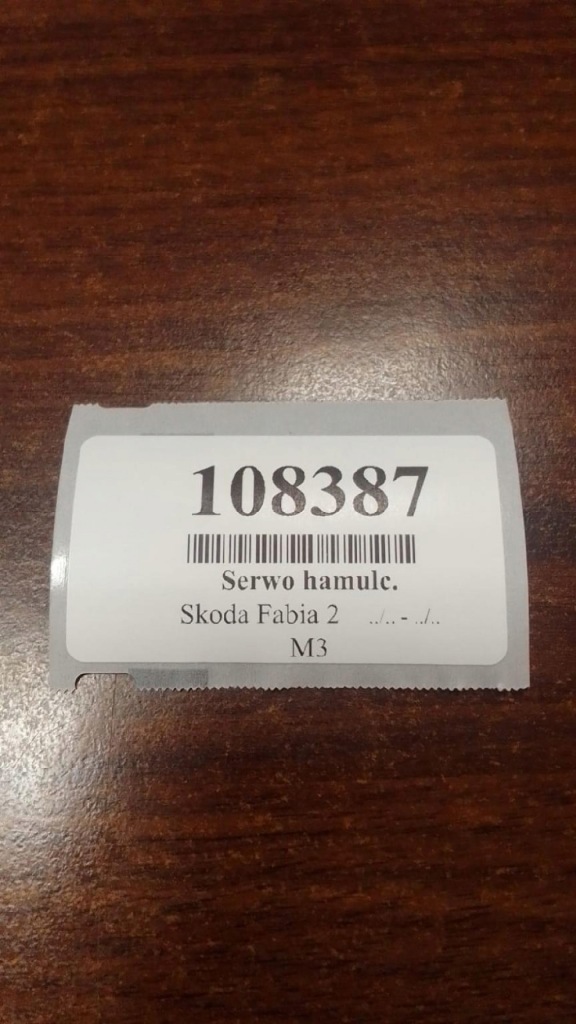 108387
Serwo hamulc.
Skoda Fabia 2 ../.. - ../..
M3